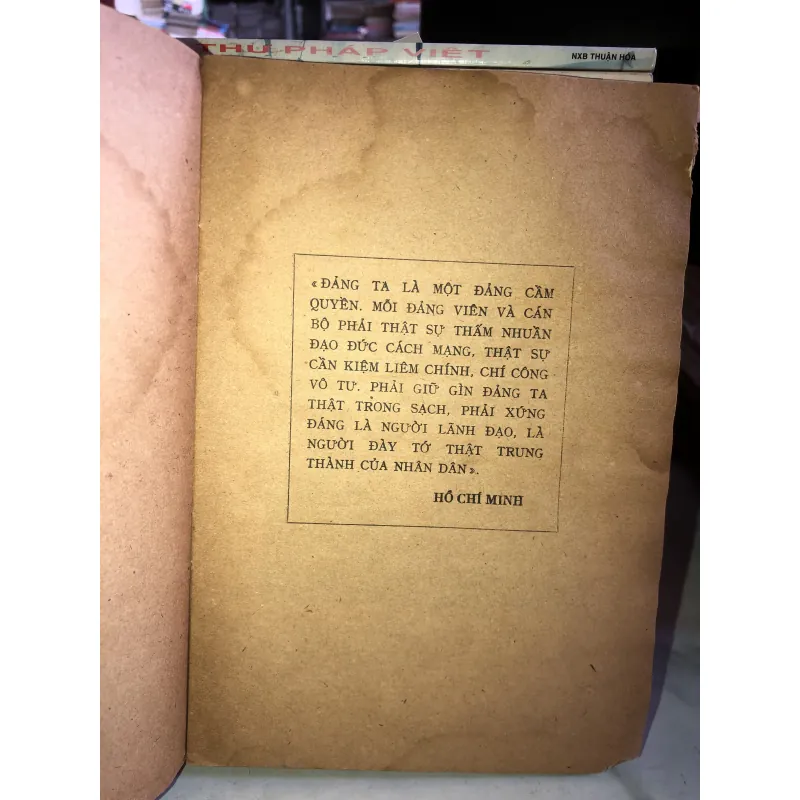 THƯ PHÁP VIỆT
NXB THUẬN HÓA
«ĐẢNG TA LÀ MỘT ĐẢNG CẦM
QUYỀN. MỖI ĐẢNG VIÊN VÀ CÁN
BỘ PHẢI THẬT SỰ THẤM NHUẦN
ĐẠO ĐỨC CÁCH MẠNG, THẬT SỰ
CẦN KIỆM LIÊM CHÍNH, CHÍ CÔNG
VÔ TƯ. PHẢI GIỮ GÌN ĐẢNG TA
THẬT TRONG SẠCH, PHẢI XỨNG
ĐÁNG LÀ NGƯỜI LÃNH ĐẠO, LÀ
NGƯỜI ĐÀY TỚ THẬT TRUNG
THÀNH CỦA NHÂN DÂN».
HỒ CHÍ MINH